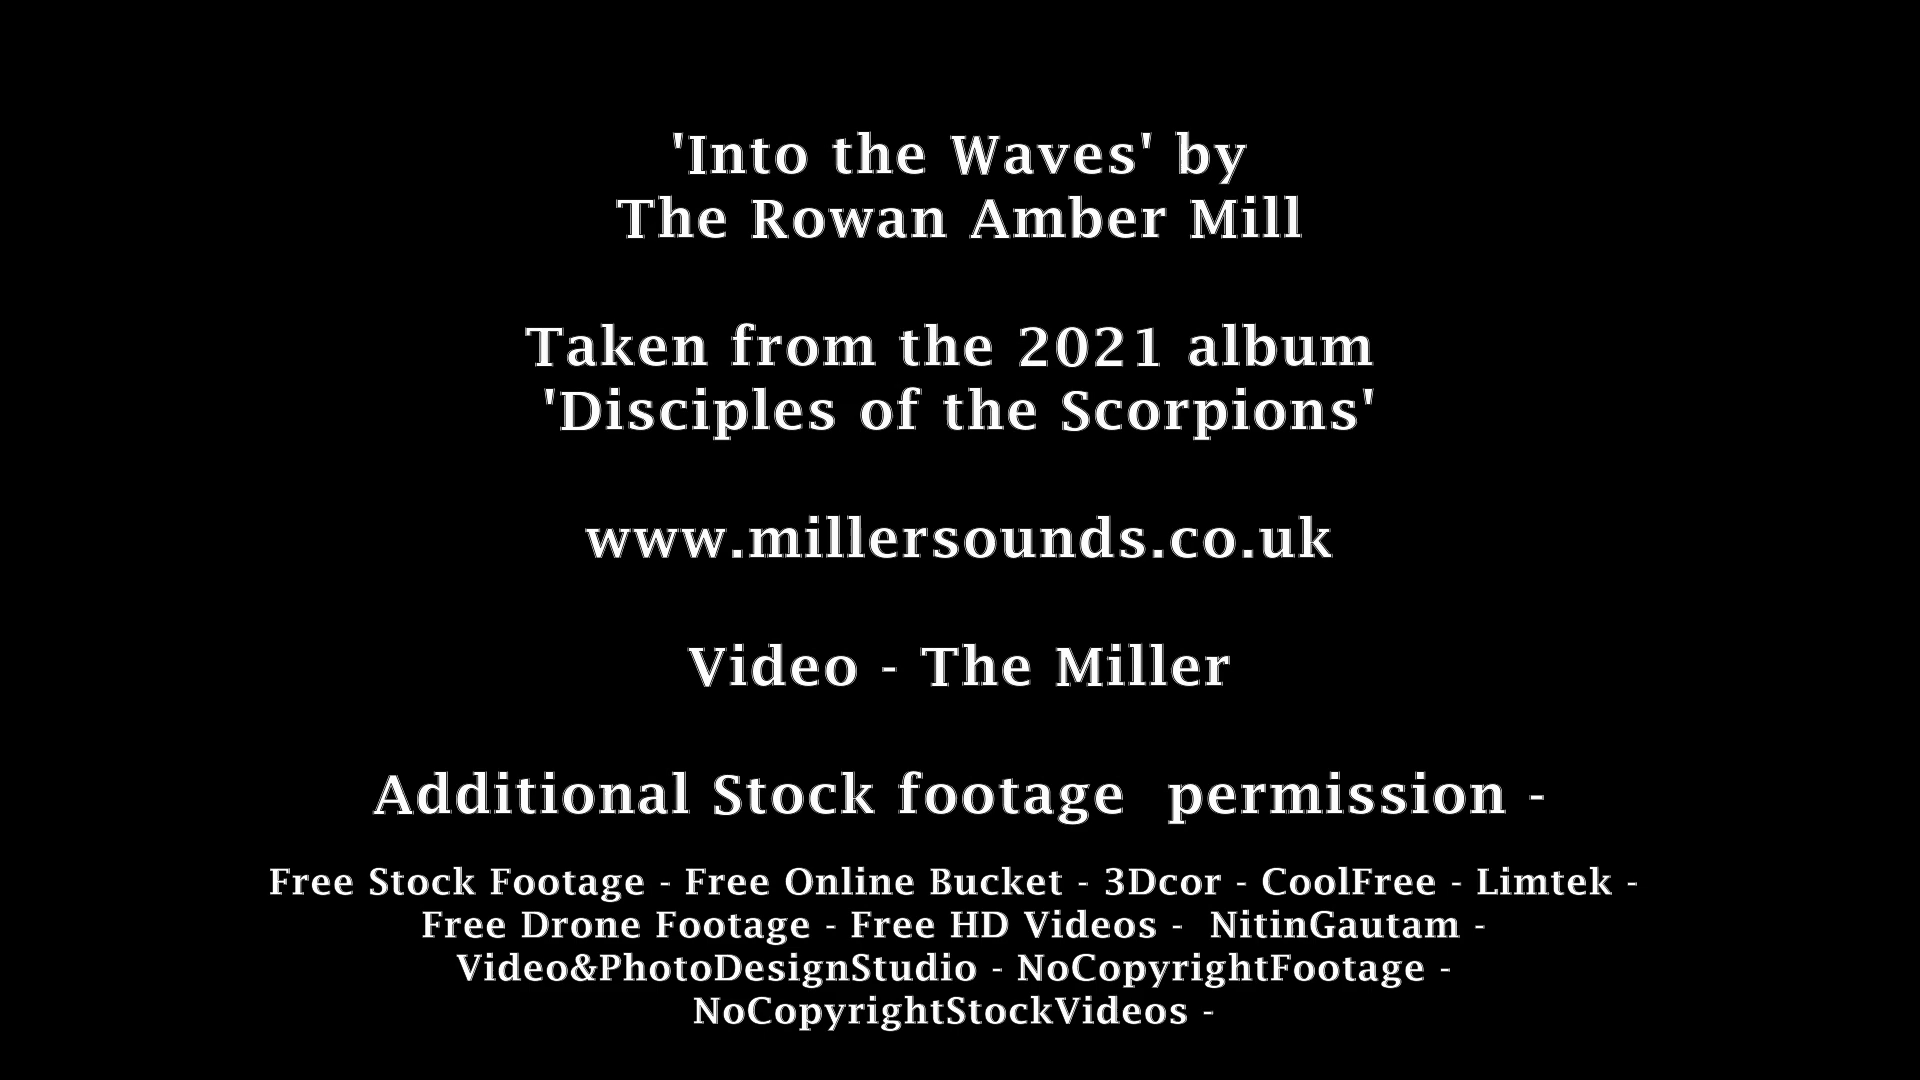 'Into the Waves' by
The Rowan Amber Mill
Taken from the 2021 album
'Disciples of the Scorpions'
www.millersounds.co.uk
Video - The Miller
Additional Stock footage  permission -
Free Stock Footage - Free Online Bucket - 3Dcor - CoolFree - Limtek -
Free Drone Footage - Free HD Videos -  NitinGautam -
Video&PhotoDesignStudio - NoCopyrightFootage -
NoCopyrightStockVideos -